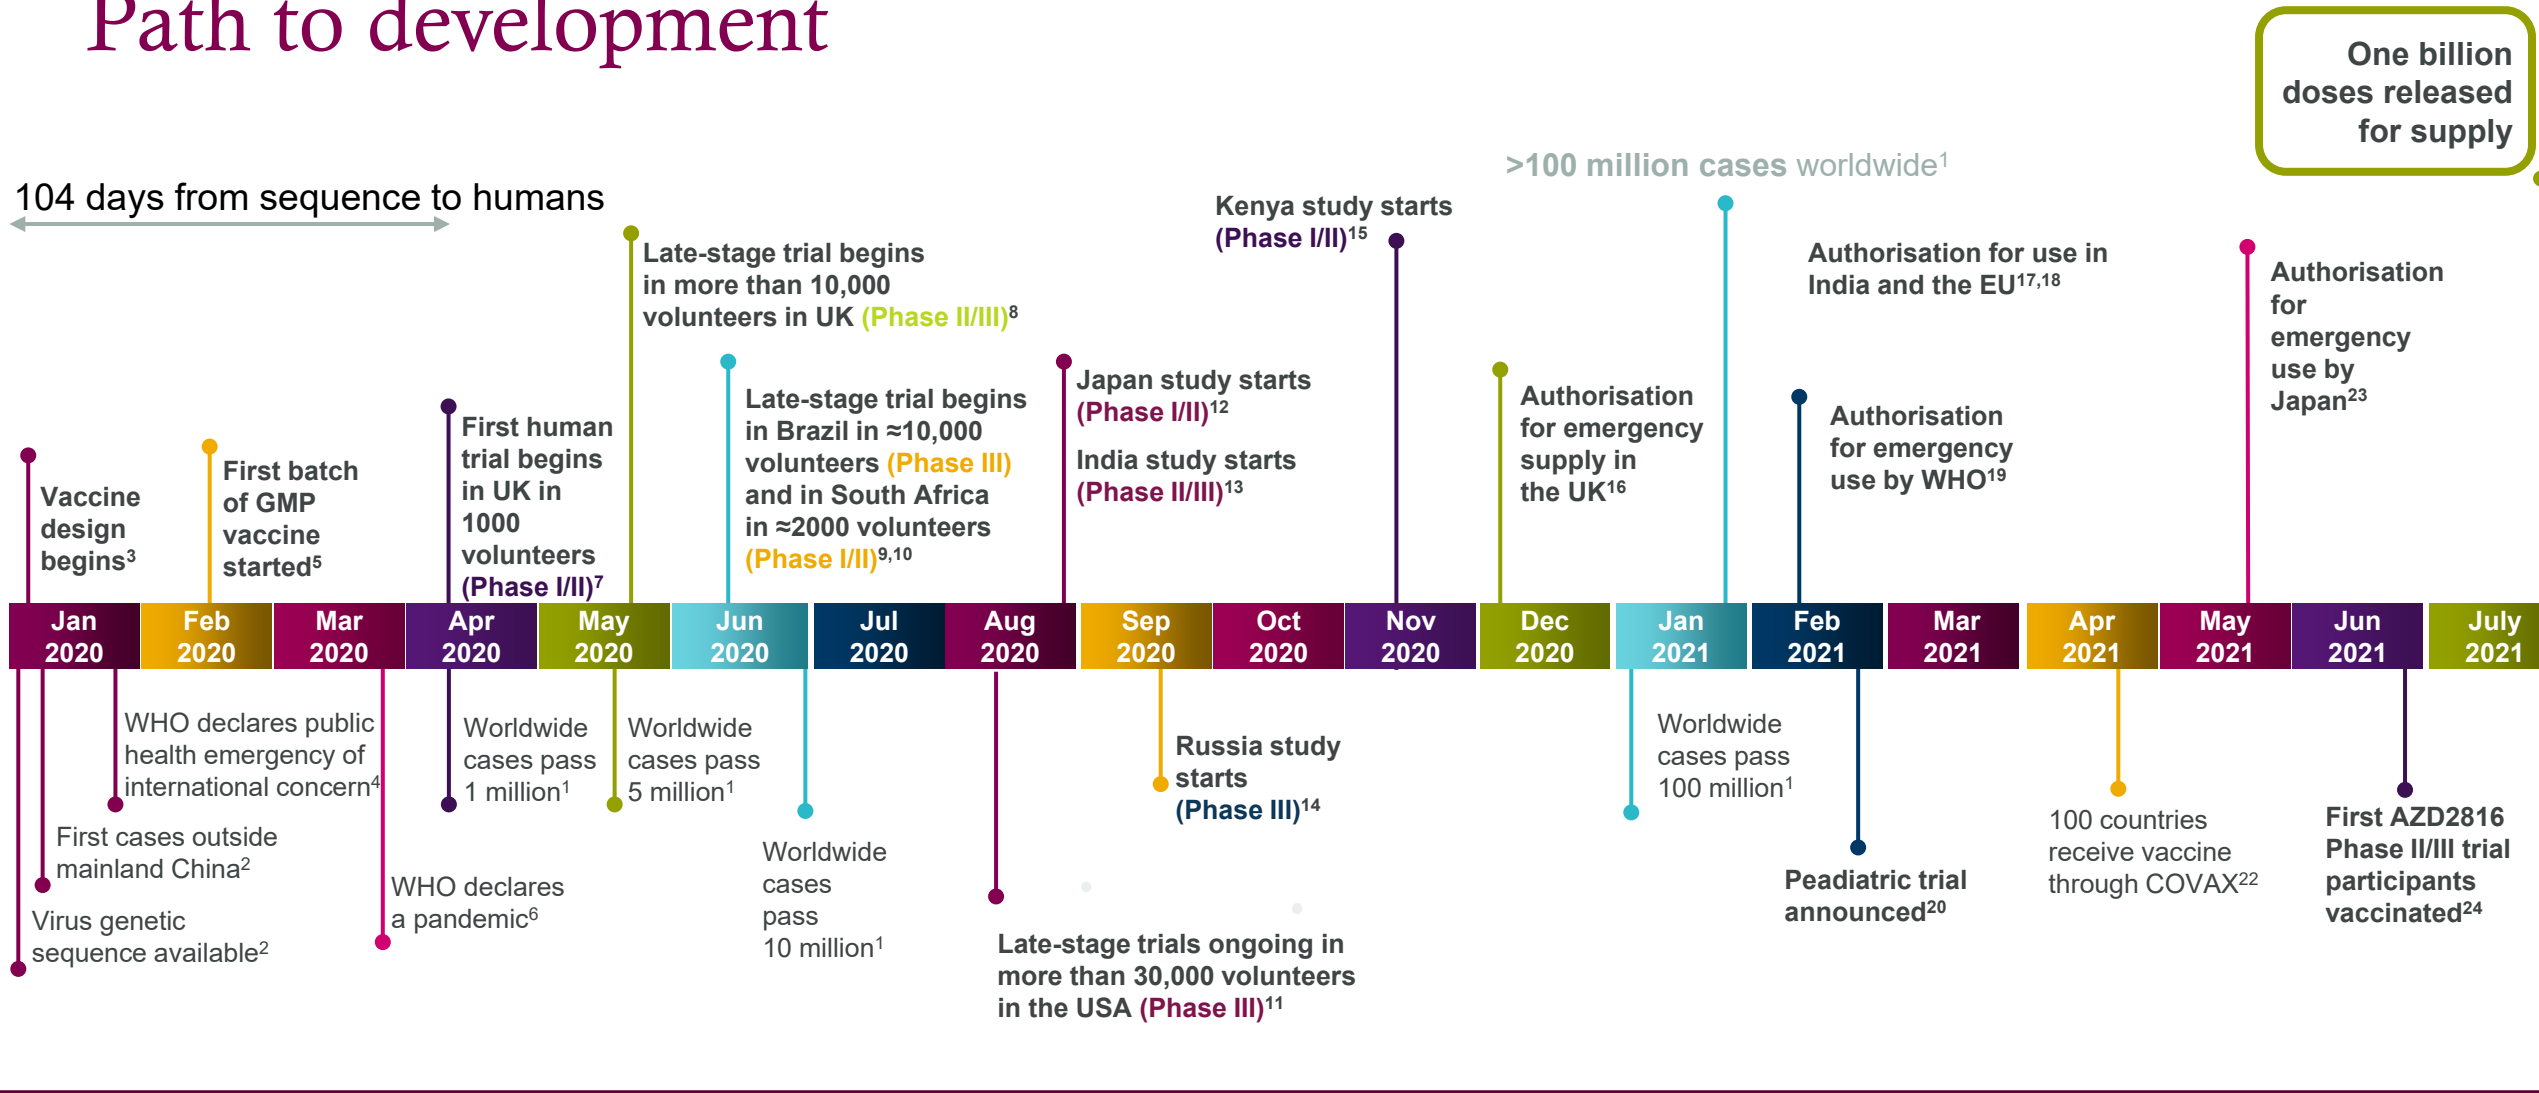 Path to development
One billion
doses released
for supply
>100 million cases worldwide¹
104 days from sequence to humans
Kenya study starts
(Phase I/II)¹⁵
Late-stage trial begins
in more than 10,000
volunteers in UK (Phase II/III)⁸
Authorisation for use in
India and the EU¹⁷,¹⁸
Authorisation
for
emergency
use by
Japan²³
Vaccine
design
begins³
First batch
of GMP
vaccine
started⁵
First human
trial begins
in UK in
1000
volunteers
(Phase I/II)⁷
Late-stage trial begins
in Brazil in ≈10,000
volunteers (Phase III)
and in South Africa
in ≈2000 volunteers
(Phase I/II)⁹,¹⁰
Japan study starts
(Phase I/II)¹²
India study starts
(Phase II/III)¹³
Authorisation
for emergency
supply in
the UK¹⁶
Authorisation
for emergency
use by WHO¹⁹
Jan
2020
Feb
2020
Mar
2020
Apr
2020
May
2020
Jun
2020
Jul
2020
Aug
2020
Sep
2020
Oct
2020
Nov
2020
Dec
2020
Jan
2021
Feb
2021
Mar
2021
Apr
2021
May
2021
Jun
2021
July
2021
WHO declares public
health emergency of
international concern⁴
First cases outside
mainland China²
Virus genetic
sequence available²
WHO declares
a pandemic⁶
Worldwide
cases pass
1 million¹
Worldwide
cases pass
5 million¹
Worldwide
cases
pass
10 million¹
Late-stage trials ongoing in
more than 30,000 volunteers
in the USA (Phase III)¹¹
Russia study
starts
(Phase III)¹⁴
Worldwide
cases pass
100 million¹
Peadiatric trial
announced²⁰
100 countries
receive vaccine
through COVAX²²
First AZD2816
Phase II/III trial
participants
vaccinated²⁴